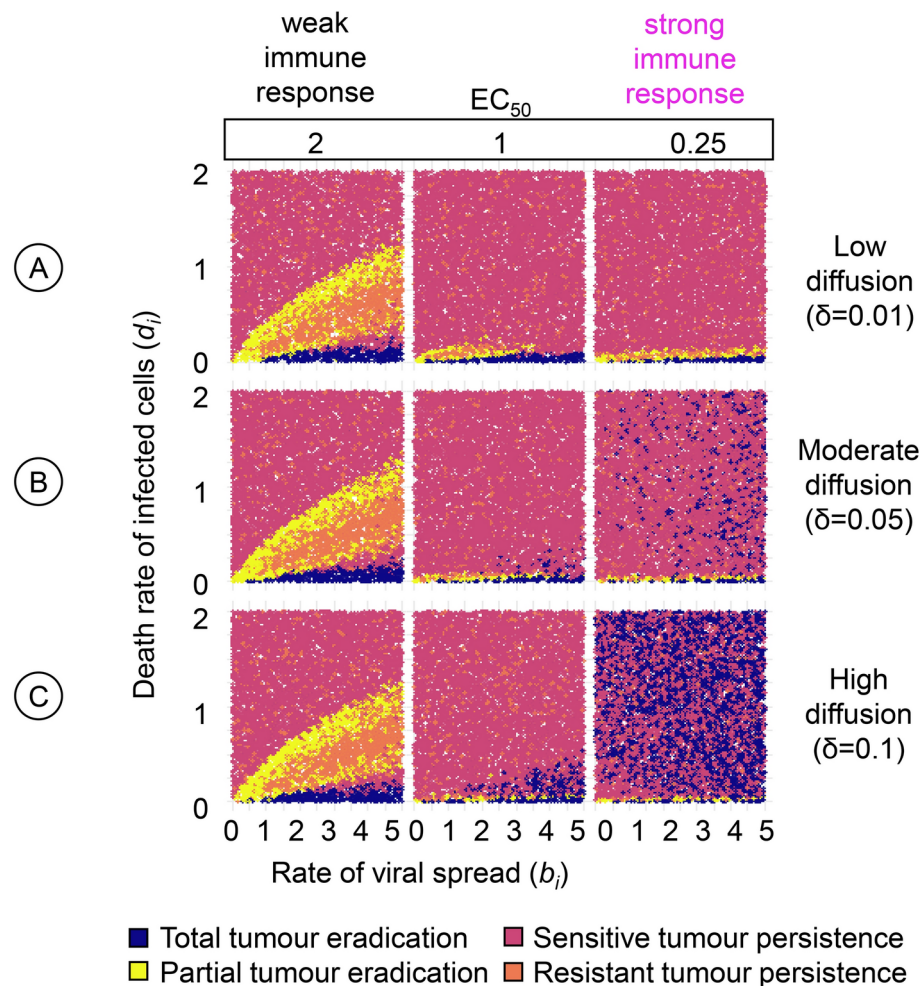 weak
immune
response
strong
immune
response
EC50
2 1 0.25
A
B
C
Death rate of infected cells (di)
2
1
0
2
1
0
2
1
0
Low
diffusion
(δ=0.01)
Moderate
diffusion
(δ=0.05)
High
diffusion
(δ=0.1)
0 1 2 3 4 5 0 1 2 3 4 5 0 1 2 3 4 5
Rate of viral spread (bi)
Total tumour eradication
Sensitive tumour persistence
Partial tumour eradication
Resistant tumour persistence